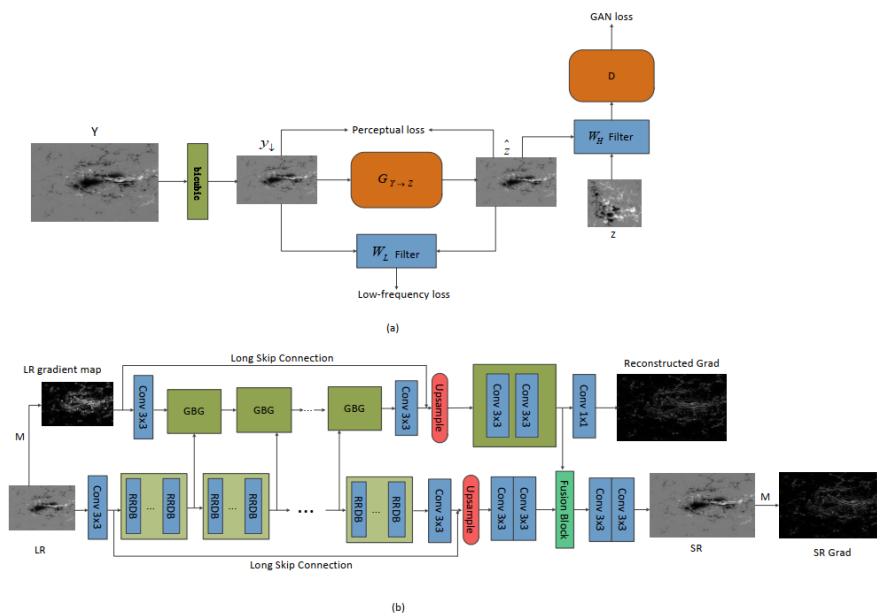 GAN loss
D
Y
bicubic
y↓
Perceptual loss
G Y→Z
ẑ
W_H Filter
z
W_L Filter
Low-frequency loss
(a)
Long Skip Connection
LR gradient map
Conv 3x3
GBG
GBG
...
GBG
Conv 3x3
Upsample
Conv 3x3
Conv 3x3
Conv 1x1
Reconstructed Grad
M
LR
Conv 3x3
RRDB
...
RRDB
RRDB
...
RRDB
...
RRDB
...
RRDB
Conv 3x3
Upsample
Conv 3x3
Conv 3x3
Fusion Block
Conv 3x3
Conv 3x3
SR
M
SR Grad
Long Skip Connection
(b)